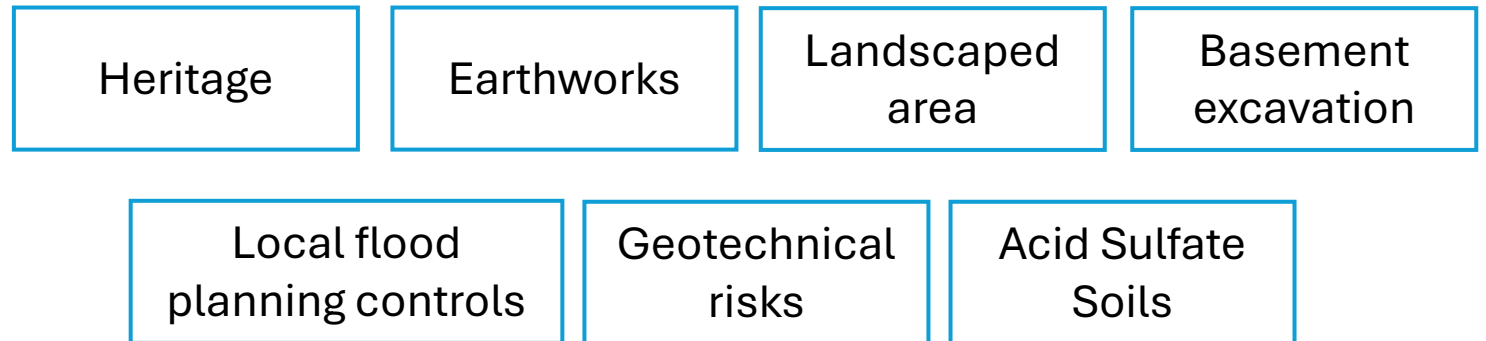 Heritage
Earthworks
Landscaped
area
Basement
excavation
Local flood
planning controls
Geotechnical
risks
Acid Sulfate
Soils